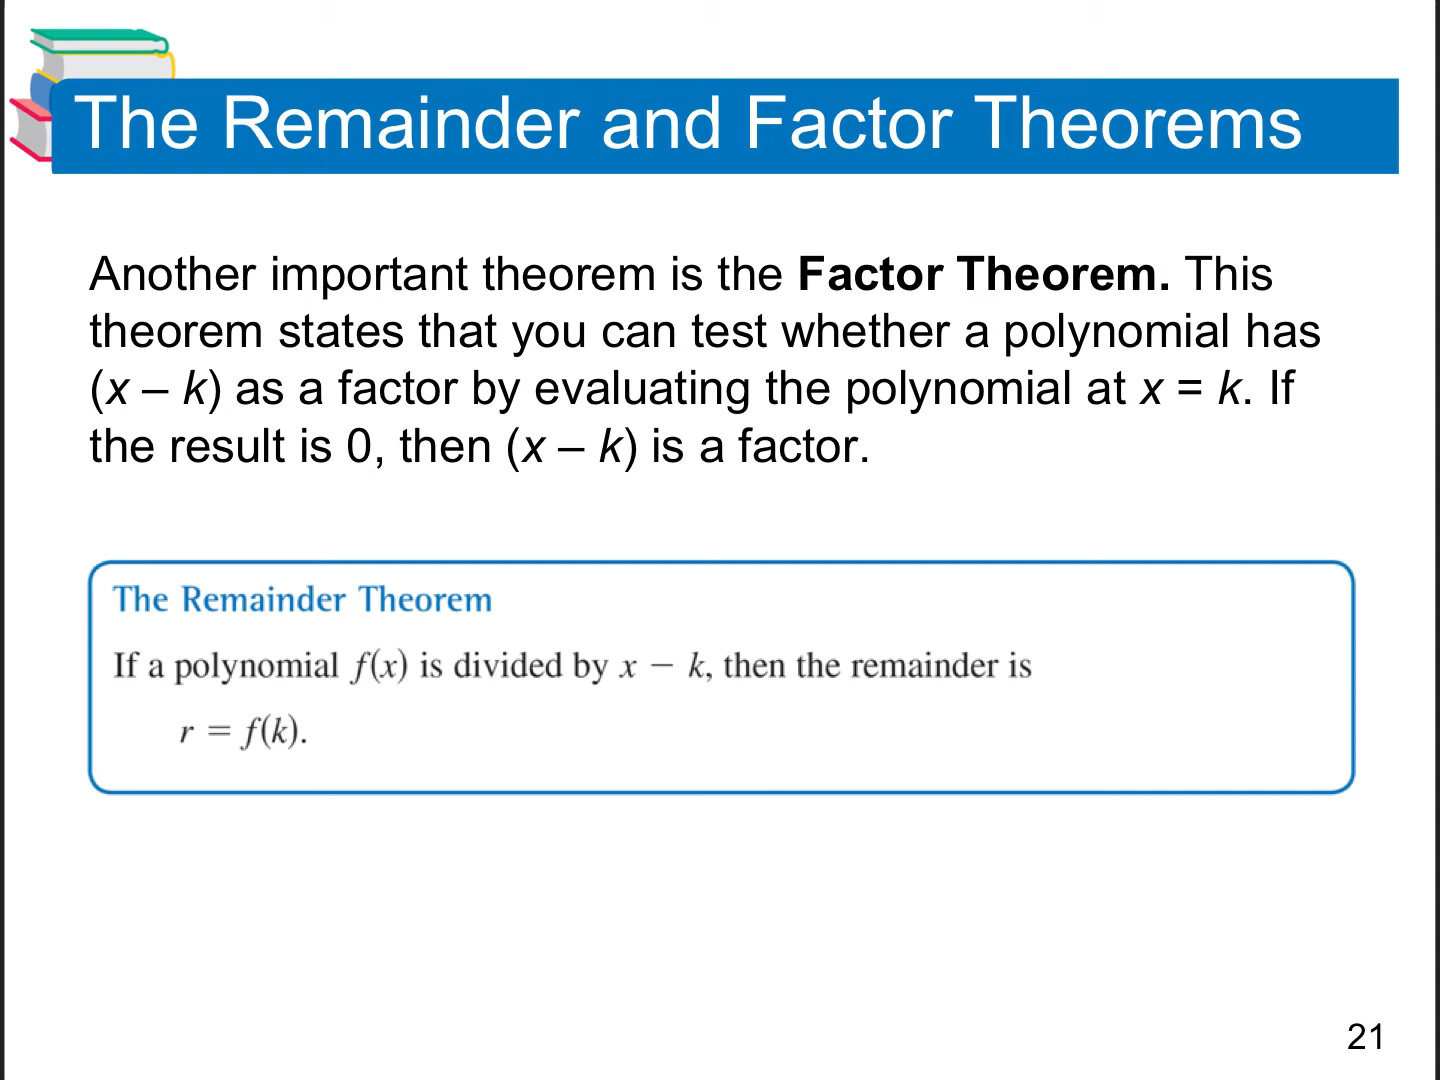 The Remainder and Factor Theorems
Another important theorem is the Factor Theorem. This
theorem states that you can test whether a polynomial has
(x – k) as a factor by evaluating the polynomial at x = k. If
the result is 0, then (x – k) is a factor.
The Remainder Theorem
If a polynomial f(x) is divided by x − k, then the remainder is
r = f(k).
21